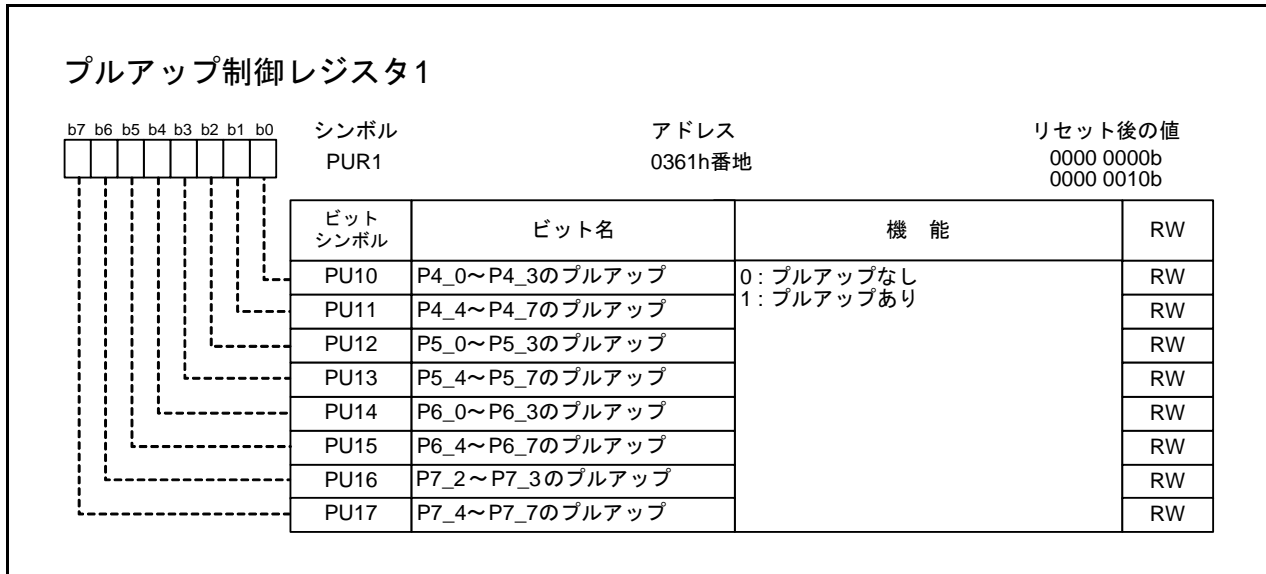 プルアップ制御レジスタ1
b7 b6 b5 b4 b3 b2 b1 b0
シンボル アドレス リセット後の値
PUR1 0361h番地 0000 0000b
0000 0010b
ビット
シンボル ビット名 機 能 RW
PU10 P4_0～P4_3のプルアップ 0 : プルアップなし RW
1 : プルアップあり
PU11 P4_4～P4_7のプルアップ RW
PU12 P5_0～P5_3のプルアップ RW
PU13 P5_4～P5_7のプルアップ RW
PU14 P6_0～P6_3のプルアップ RW
PU15 P6_4～P6_7のプルアップ RW
PU16 P7_2～P7_3のプルアップ RW
PU17 P7_4～P7_7のプルアップ RW